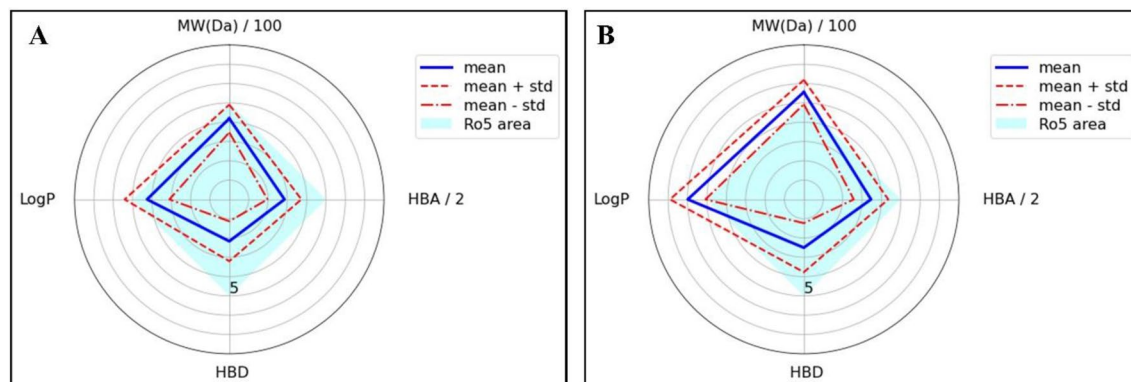 A
MW(Da) / 100
mean
mean + std
mean - std
Ro5 area
LogP
HBA / 2
5
HBD
B
MW(Da) / 100
mean
mean + std
mean - std
Ro5 area
LogP
HBA / 2
5
HBD